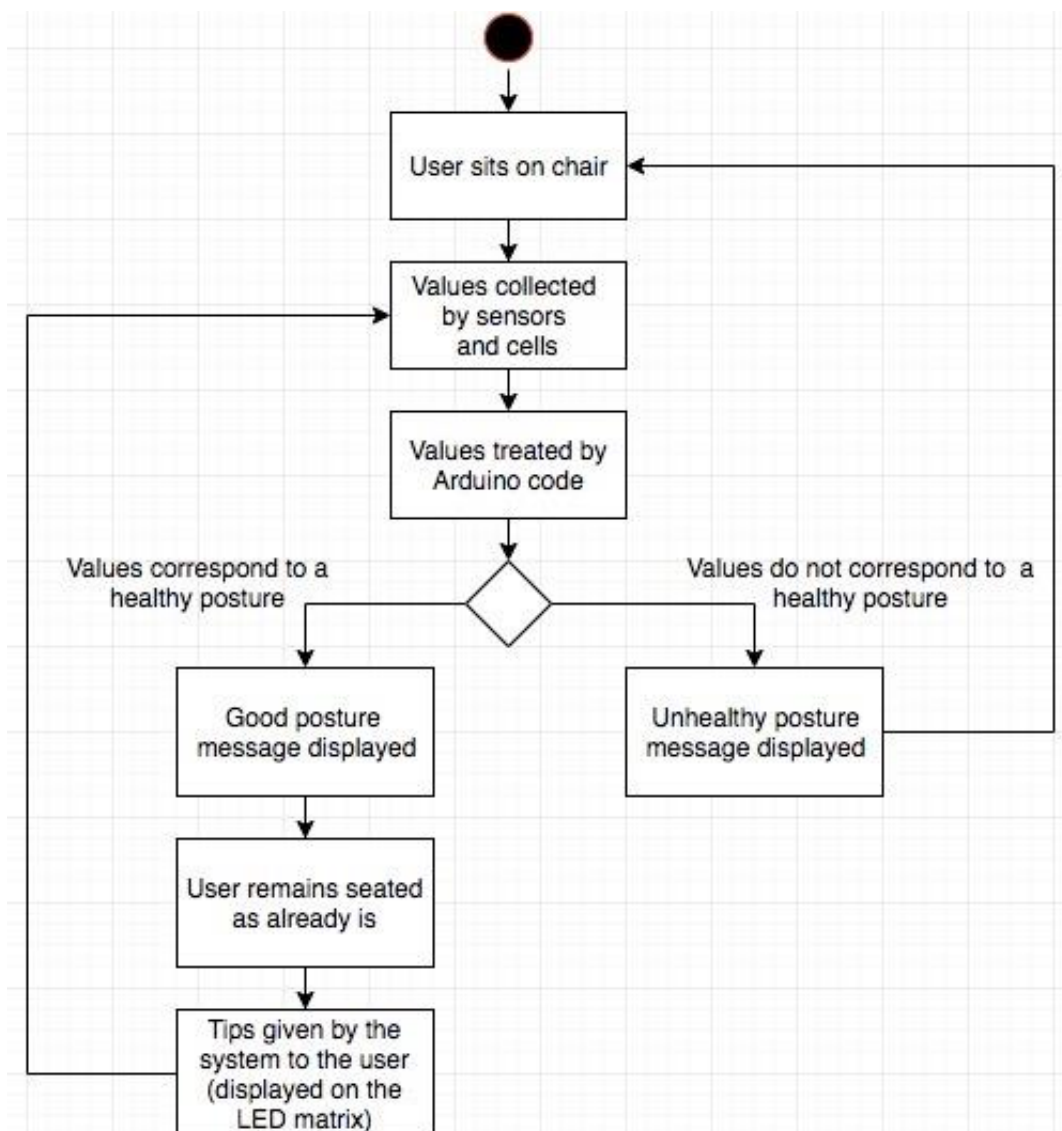 User sits on chair
Values collected
by sensors
and cells
Values treated by
Arduino code
Values correspond to a
healthy posture
Values do not correspond to a
healthy posture
Good posture
message displayed
Unhealthy posture
message displayed
User remains seated
as already is
Tips given by the
system to the user
(displayed on the
LED matrix)